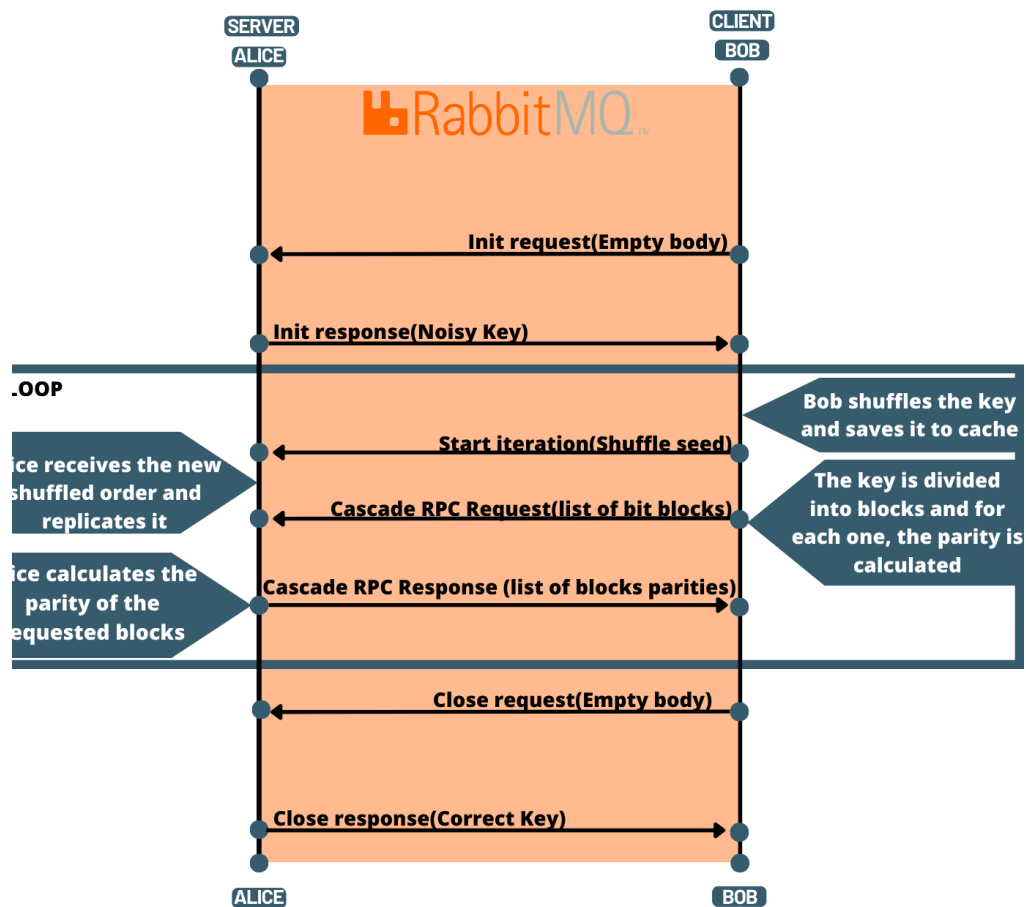 SERVER
CLIENT
ALICE
BOB
RabbitMQ™
Init request(Empty body)
Init response(Noisy Key)
LOOP
Bob shuffles the key
and saves it to cache
Start iteration(Shuffle seed)
ice receives the new
shuffled order and
replicates it
Cascade RPC Request(list of bit blocks)
The key is divided
into blocks and for
each one, the parity is
calculated
ice calculates the
parity of the
equested blocks
Cascade RPC Response (list of blocks parities)
Close request(Empty body)
Close response(Correct Key)
ALICE
BOB